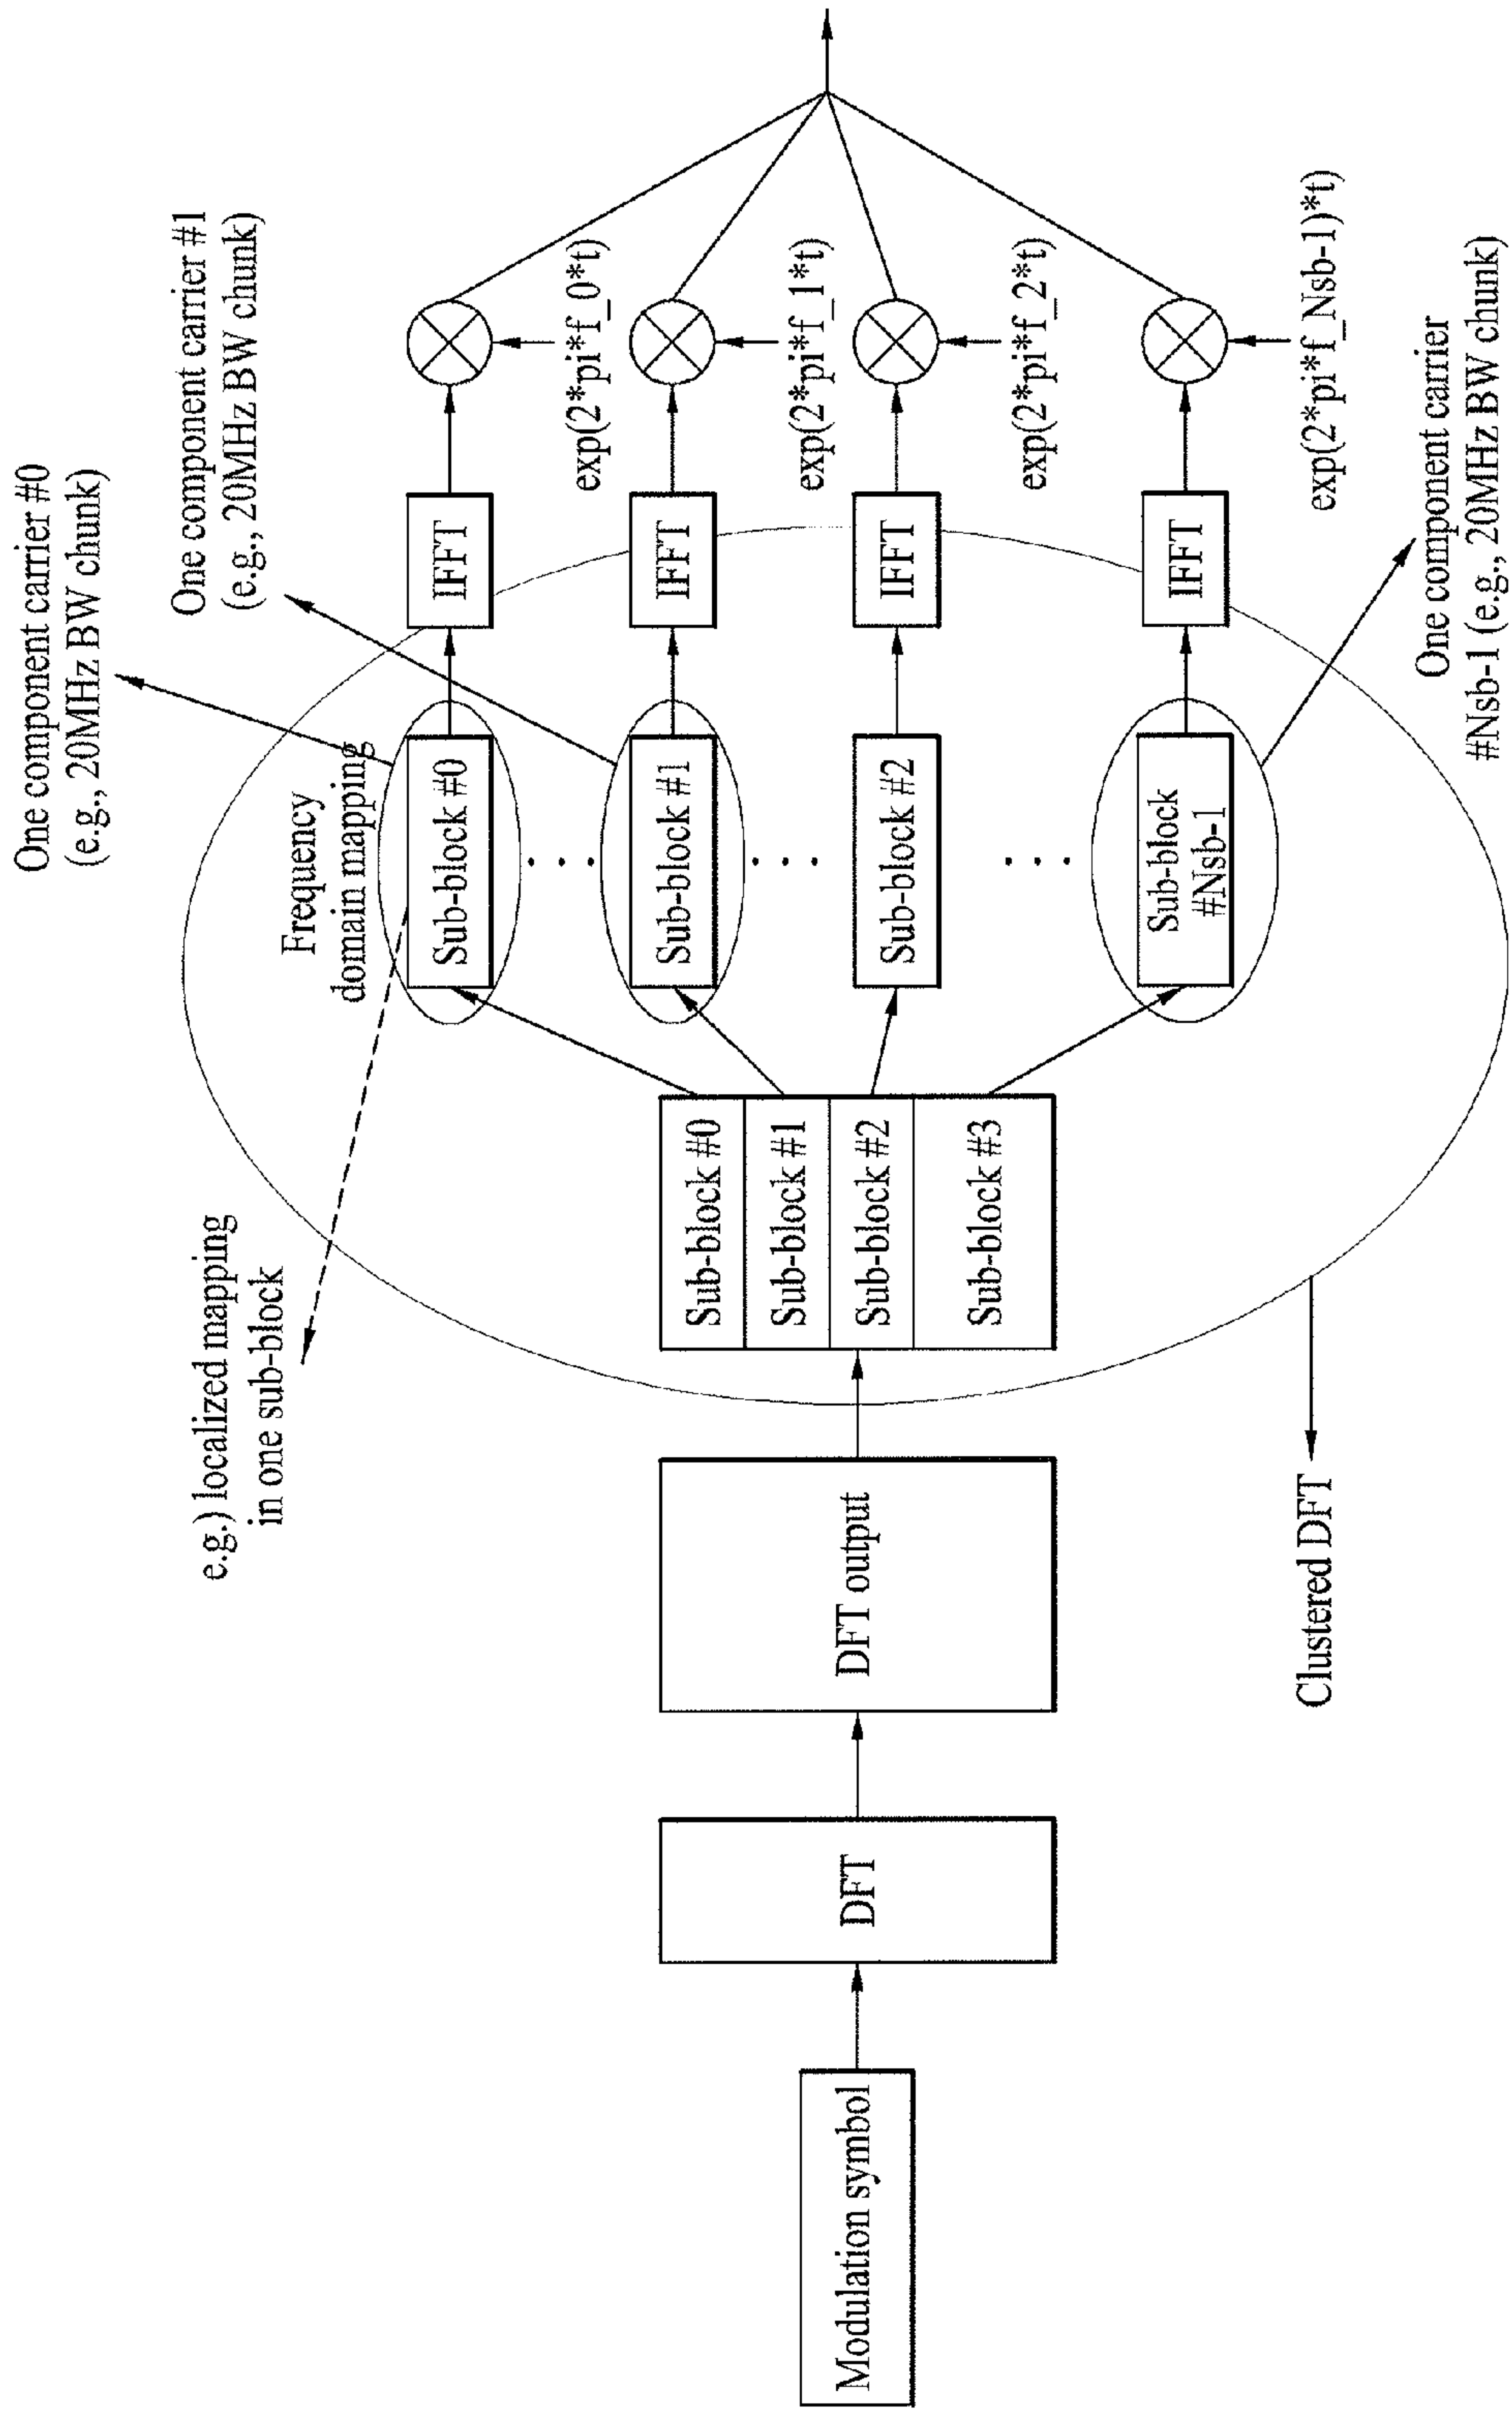 Modulation symbol
DFT
DFT output
Sub-block #0
Sub-block #1
Sub-block #2
Sub-block #3
e.g.) localized mapping
in one sub-block
Frequency
domain mapping
One component carrier #0
(e.g., 20MHz BW chunk)
One component carrier #1
(e.g., 20MHz BW chunk)
Sub-block #0
IFFT
exp(2*pi*f_0*t)
Sub-block #1
IFFT
exp(2*pi*f_1*t)
Sub-block #2
IFFT
exp(2*pi*f_2*t)
Sub-block
#Nsb-1
IFFT
exp(2*pi*f_Nsb-1)*t)
One component carrier
#Nsb-1 (e.g., 20MHz BW chunk)
Clustered DFT